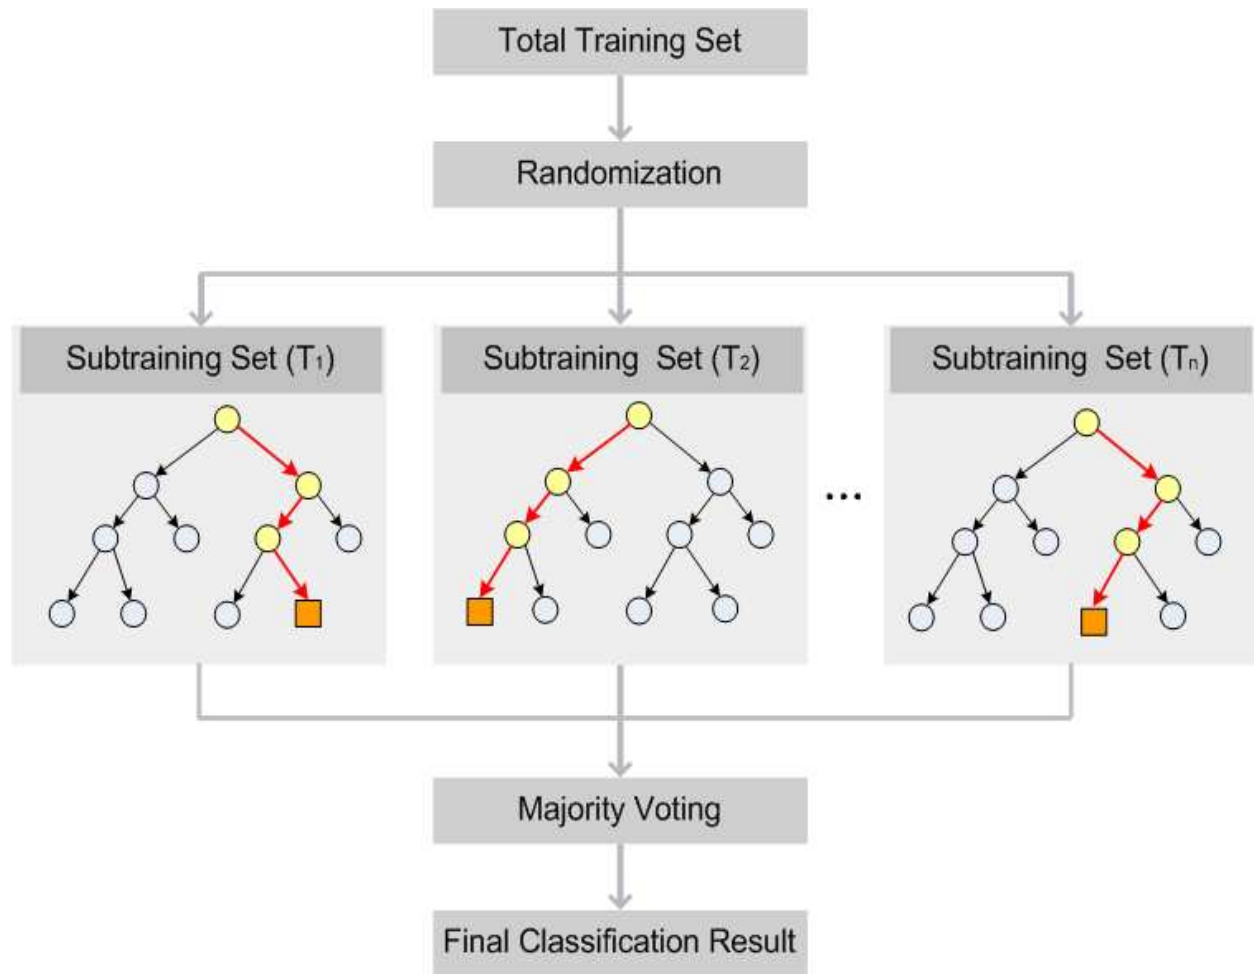 Total Training Set
Randomization
Subtraining Set (T₁)
Subtraining Set (T₂)
Subtraining Set (Tₙ)
...
Majority Voting
Final Classification Result